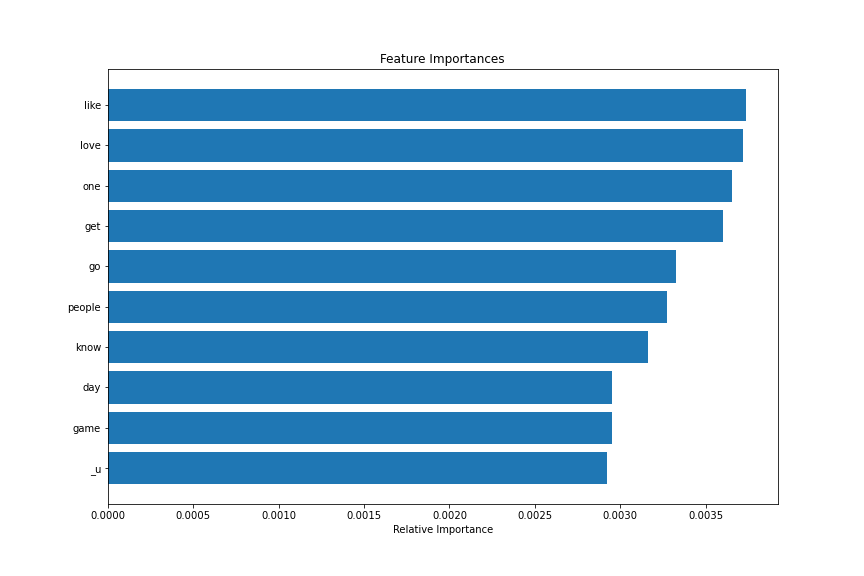 Feature Importances
like
love
one
get
go
people
know
day
game
_u
0.0000 0.0005 0.0010 0.0015 0.0020 0.0025 0.0030 0.0035
Relative Importance